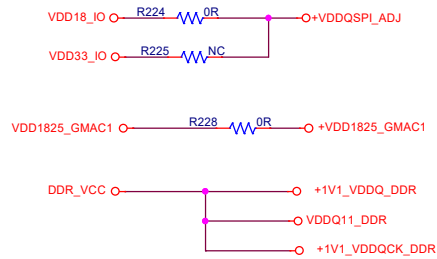 VDD18_IO R224 0R +VDDQSPI_ADJ
VDD33_IO R225 NC
VDD1825_GMAC1 R228 0R +VDD1825_GMAC1
DDR_VCC +1V1_VDDQ_DDR
VDDQ11_DDR
+1V1_VDDQCK_DDR